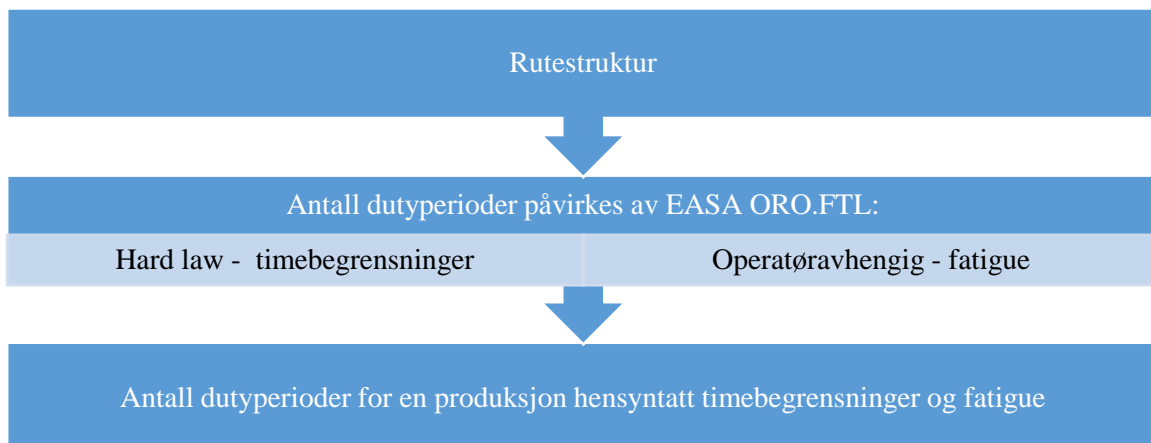 Rutestruktur
Antall dutyperioder påvirkes av EASA ORO.FTL:
Hard law - timebegrensninger
Operatøravhengig - fatigue
Antall dutyperioder for en produksjon hensyntatt timebegrensninger og fatigue